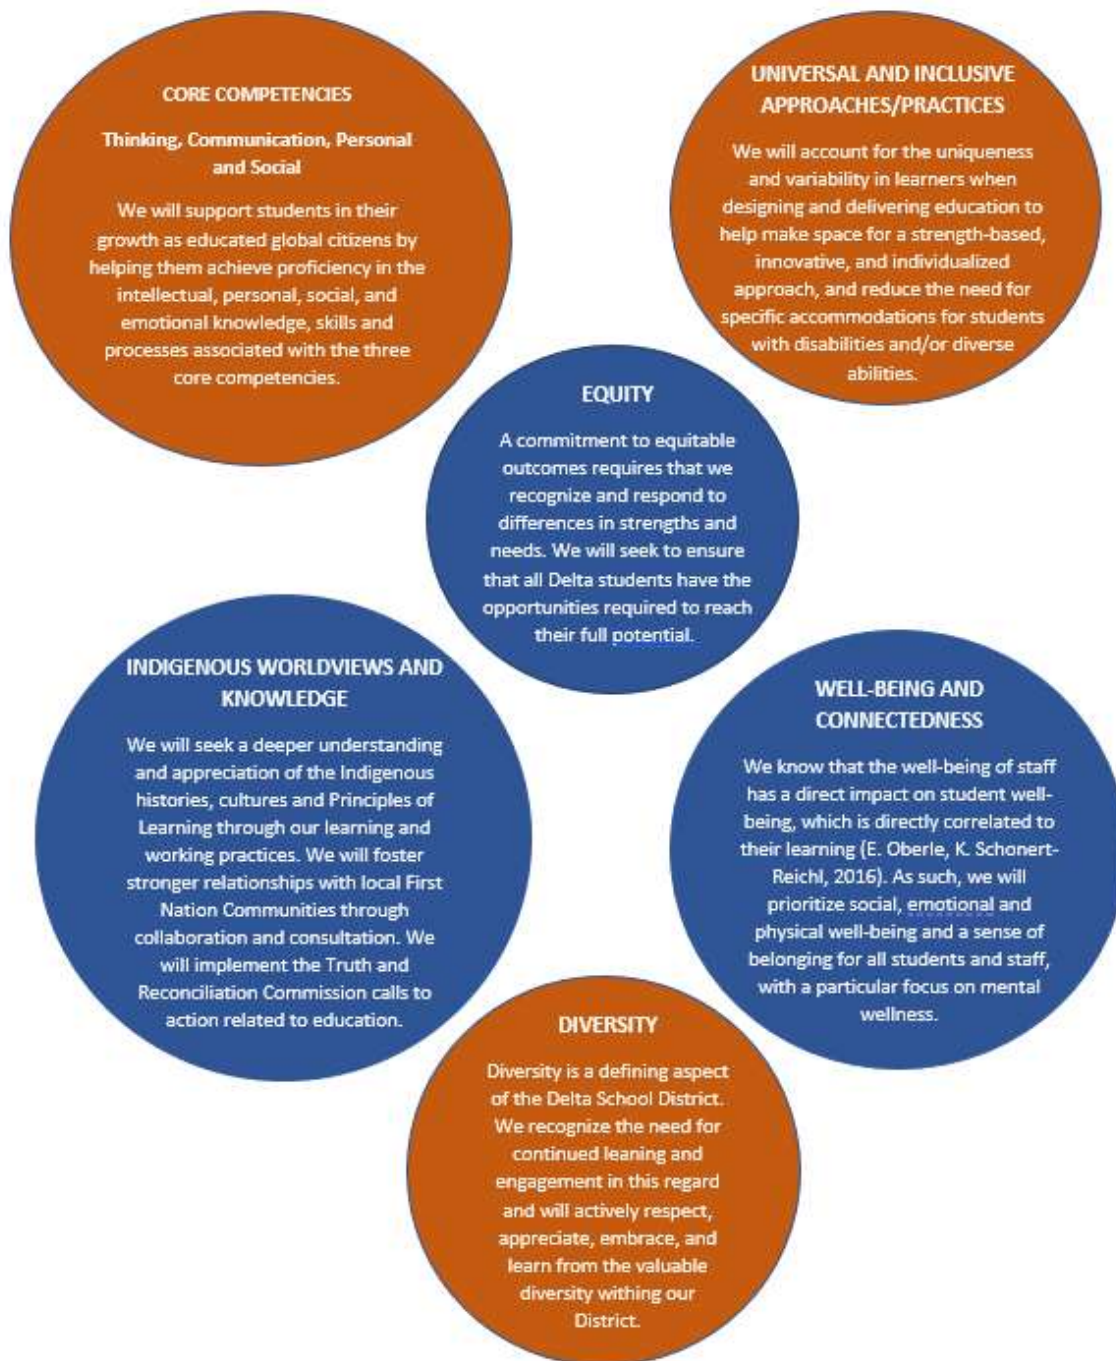 CORE COMPETENCIES
Thinking, Communication, Personal
and Social
We will support students in their
growth as educated global citizens by
helping them achieve proficiency in the
intellectual, personal, social, and
emotional knowledge, skills and
processes associated with the three
core competencies.
UNIVERSAL AND INCLUSIVE
APPROACHES/PRACTICES
We will account for the uniqueness
and variability in learners when
designing and delivering education to
help make space for a strength-based,
innovative, and individualized
approach, and reduce the need for
specific accommodations for students
with disabilities and/or diverse
abilities.
EQUITY
A commitment to equitable
outcomes requires that we
recognize and respond to
differences in strengths and
needs. We will seek to ensure
that all Delta students have the
opportunities required to reach
their full potential.
INDIGENOUS WORLDVIEWS AND
KNOWLEDGE
We will seek a deeper understanding
and appreciation of the Indigenous
histories, cultures and Principles of
Learning through our learning and
working practices. We will foster
stronger relationships with local First
Nation Communities through
collaboration and consultation. We
will implement the Truth and
Reconciliation Commission calls to
action related to education.
WELL-BEING AND
CONNECTEDNESS
We know that the well-being of staff
has a direct impact on student well-
being, which is directly correlated to
their learning (E. Oberle, K. Schonert-
Reichl, 2016). As such, we will
prioritize social, emotional and
physical well-being and a sense of
belonging for all students and staff,
with a particular focus on mental
wellness.
DIVERSITY
Diversity is a defining aspect
of the Delta School District.
We recognize the need for
continued leaning and
engagement in this regard
and will actively respect,
appreciate, embrace, and
learn from the valuable
diversity withing our
District.